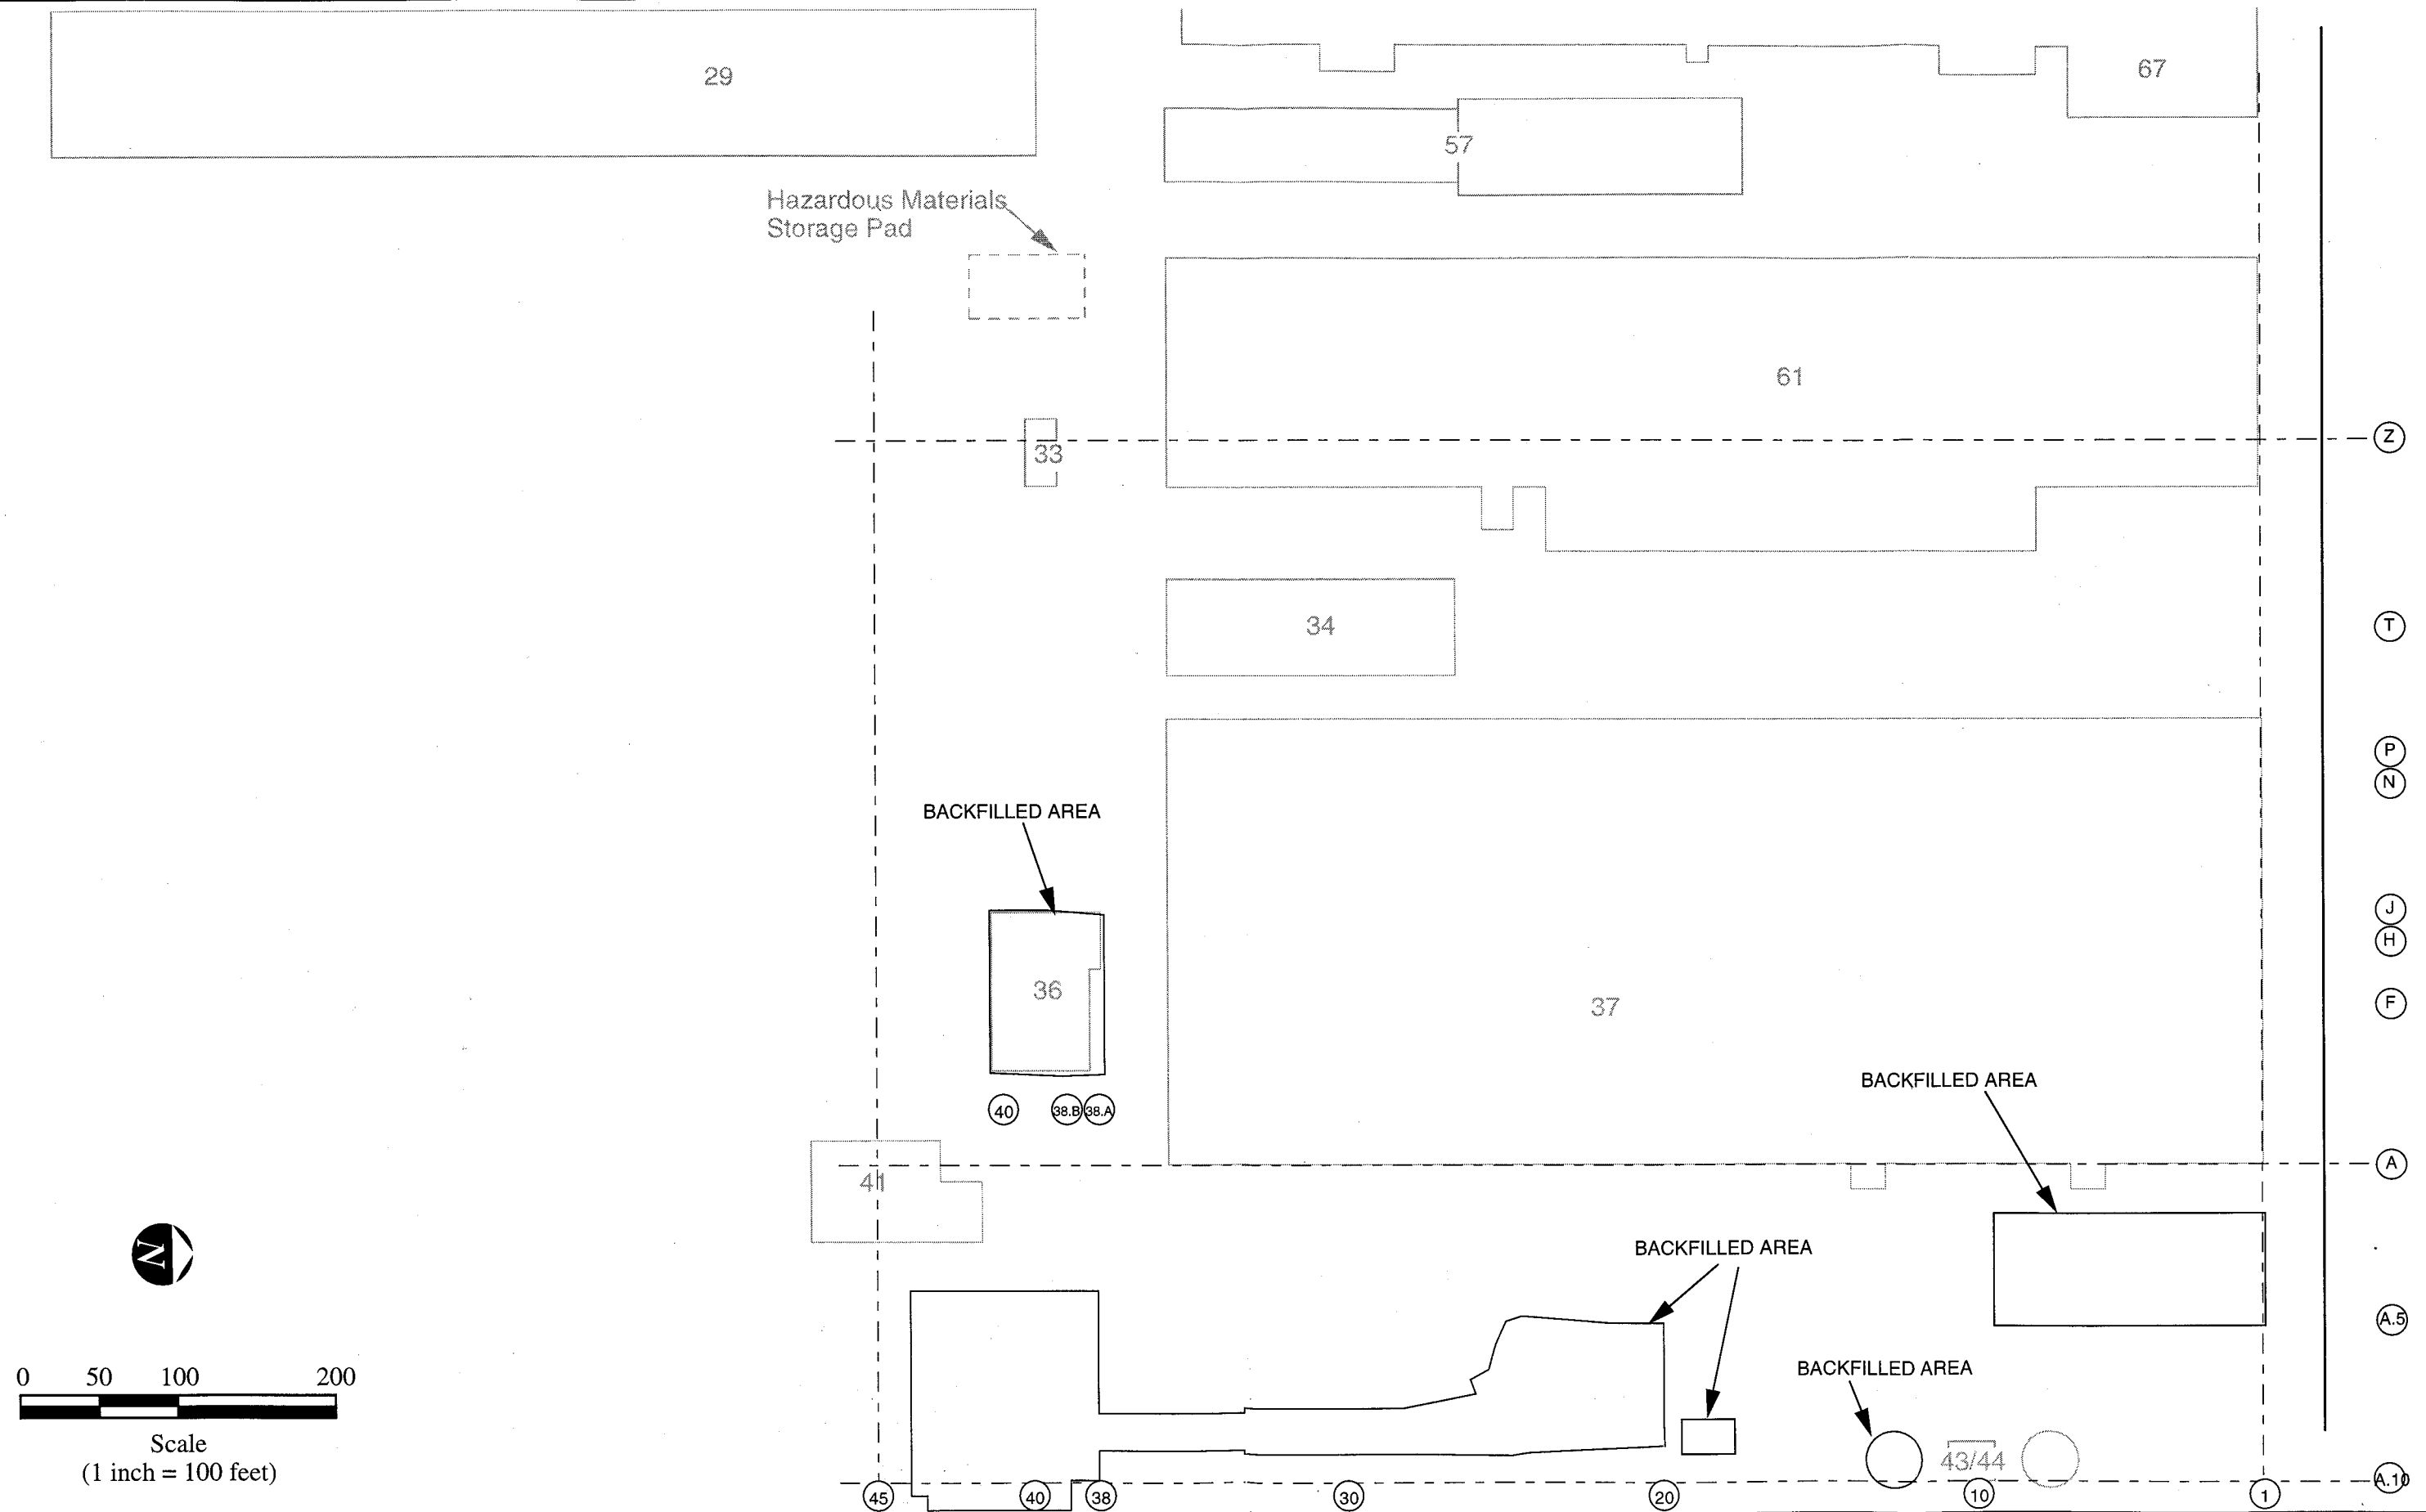 29
67
57
Hazardous Materials
Storage Pad
61
Z
33
T
34
P
N
BACKFILLED AREA
J
H
36
F
37
BACKFILLED AREA
40
38.B
38.A
A
41
N
BACKFILLED AREA
A.5
0 50 100 200
BACKFILLED AREA
Scale
43/44
(1 inch = 100 feet)
A.10
45
40
38
30
20
10
1